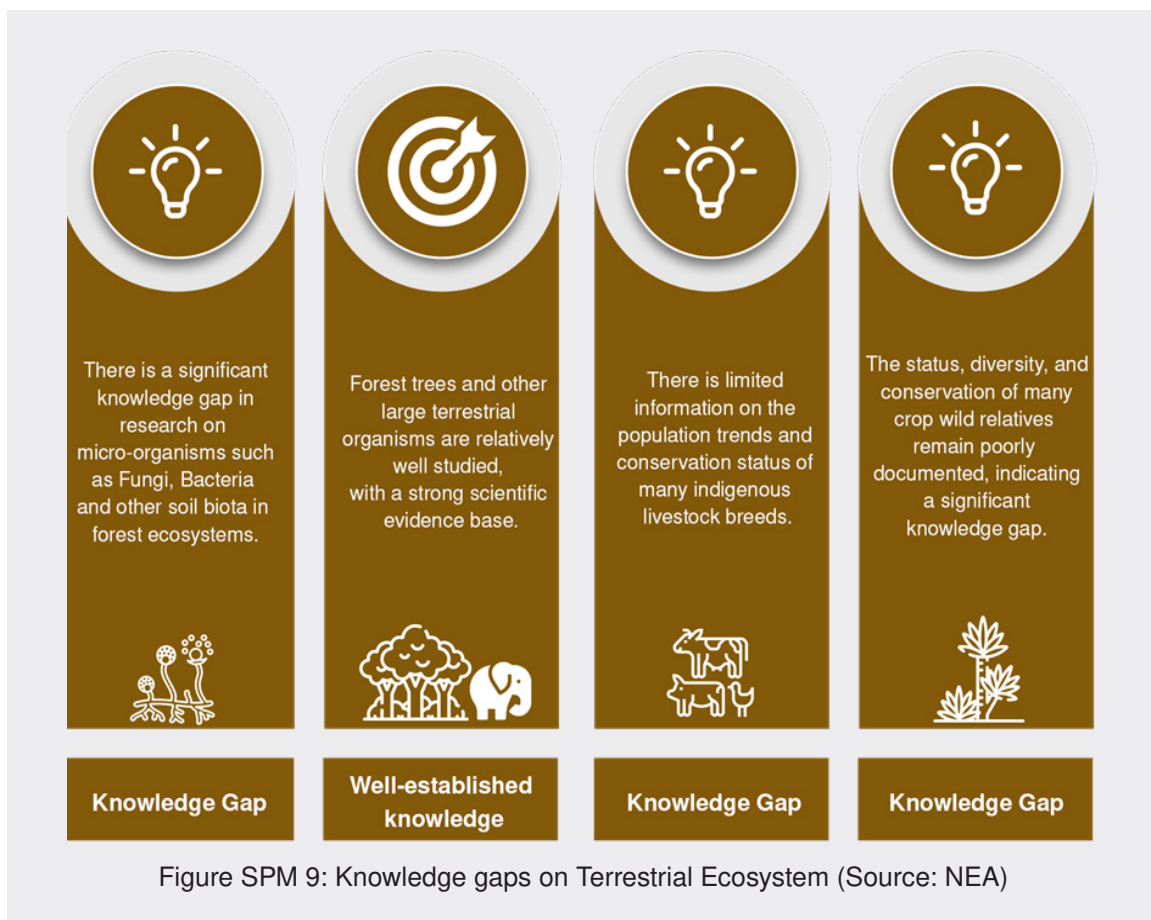 There is a significant
knowledge gap in
research on
micro-organisms such
as Fungi, Bacteria
and other soil biota in
forest ecosystems.
Knowledge Gap
Forest trees and other
large terrestrial
organisms are relatively
well studied,
with a strong scientific
evidence base.
Well-established
knowledge
There is limited
information on the
population trends and
conservation status of
many indigenous
livestock breeds.
Knowledge Gap
The status, diversity, and
conservation of many
crop wild relatives
remain poorly
documented, indicating
a significant
knowledge gap.
Knowledge Gap
Figure SPM 9: Knowledge gaps on Terrestrial Ecosystem (Source: NEA)